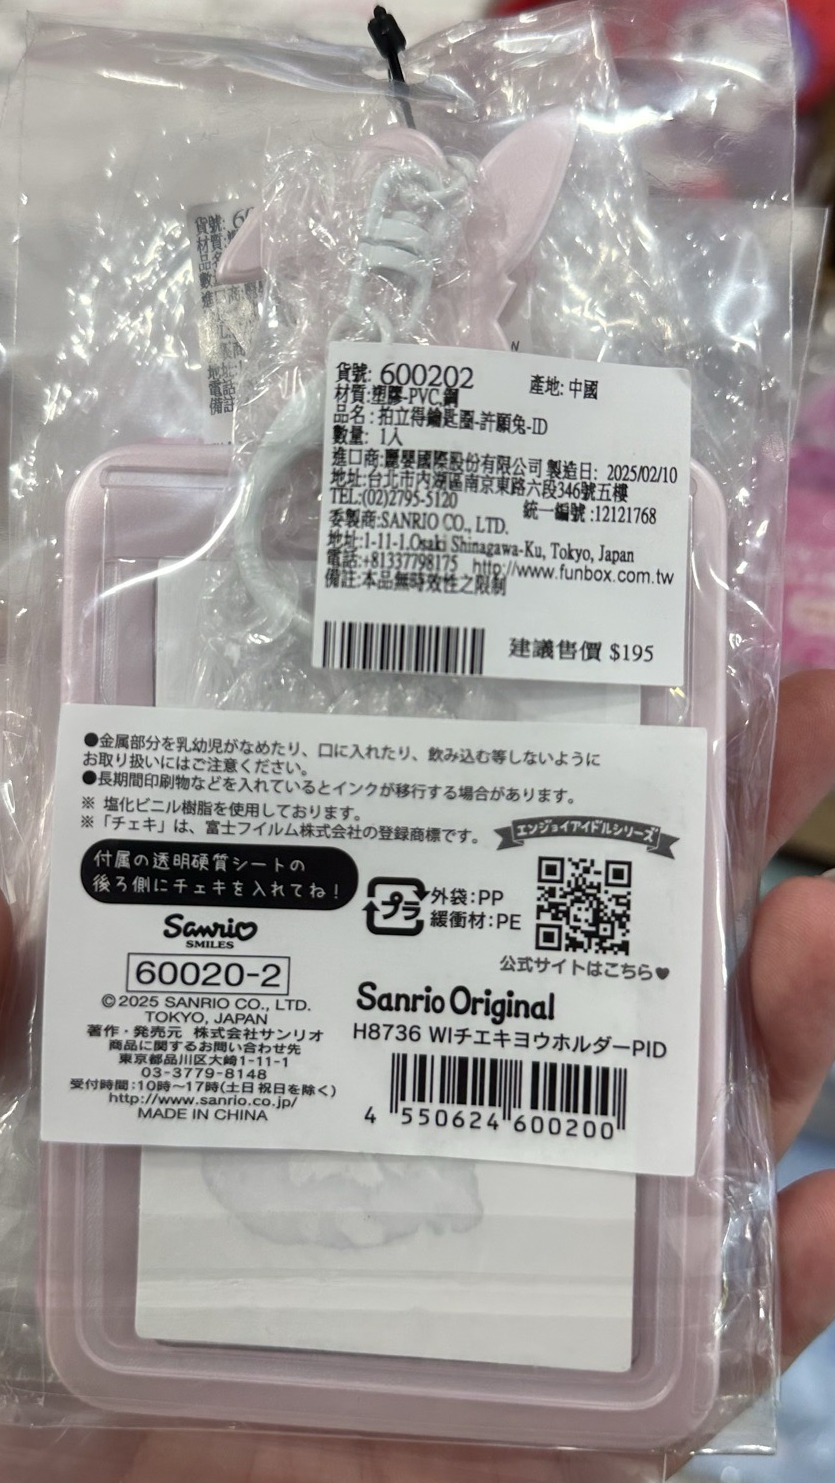 貨號: 600202
產地: 中國
材質:塑膠-PVC,鋼
品名: 拍立得鑰匙圈-許願兔-ID
數量: 1入
進口商:麗嬰國際股份有限公司 製造日: 2025/02/10
地址:台北市內湖區南京東路六段346號五樓
TEL:(02)2795-5120
統一編號:12121768
委製商:SANRIO CO., LTD.
地址:1-11-1,Osaki Shinagawa-Ku, Tokyo, Japan
電話:+81337798175 http://www.funbox.com.tw
備註:本品無時效性之限制
建議售價 $195
●金属部分を乳幼児がなめたり、口に入れたり、飲み込む等しないように
お取り扱いにはご注意ください。
●長期間印刷物などを入れているとインクが移行する場合があります。
※ 塩化ビニル樹脂を使用しております。
※「チェキ」は、富士フイルム株式会社の登録商標です。
エンジョイアイドルシリーズ
付属の透明硬質シートの
後ろ側にチェキを入れてね！
プラ
外袋:PP
緩衝材:PE
公式サイトはこちら♥
Sanrio
SMILES
60020-2
©2025 SANRIO CO., LTD.
TOKYO, JAPAN
著作・発売元 株式会社サンリオ
商品に関するお問い合わせ先
東京都品川区大崎1-11-1
03-3779-8148
受付時間:10時〜17時(土日祝日を除く)
http://www.sanrio.co.jp/
MADE IN CHINA
Sanrio Original
H8736 WIチエキヨウホルダーPID
4 550624 600200